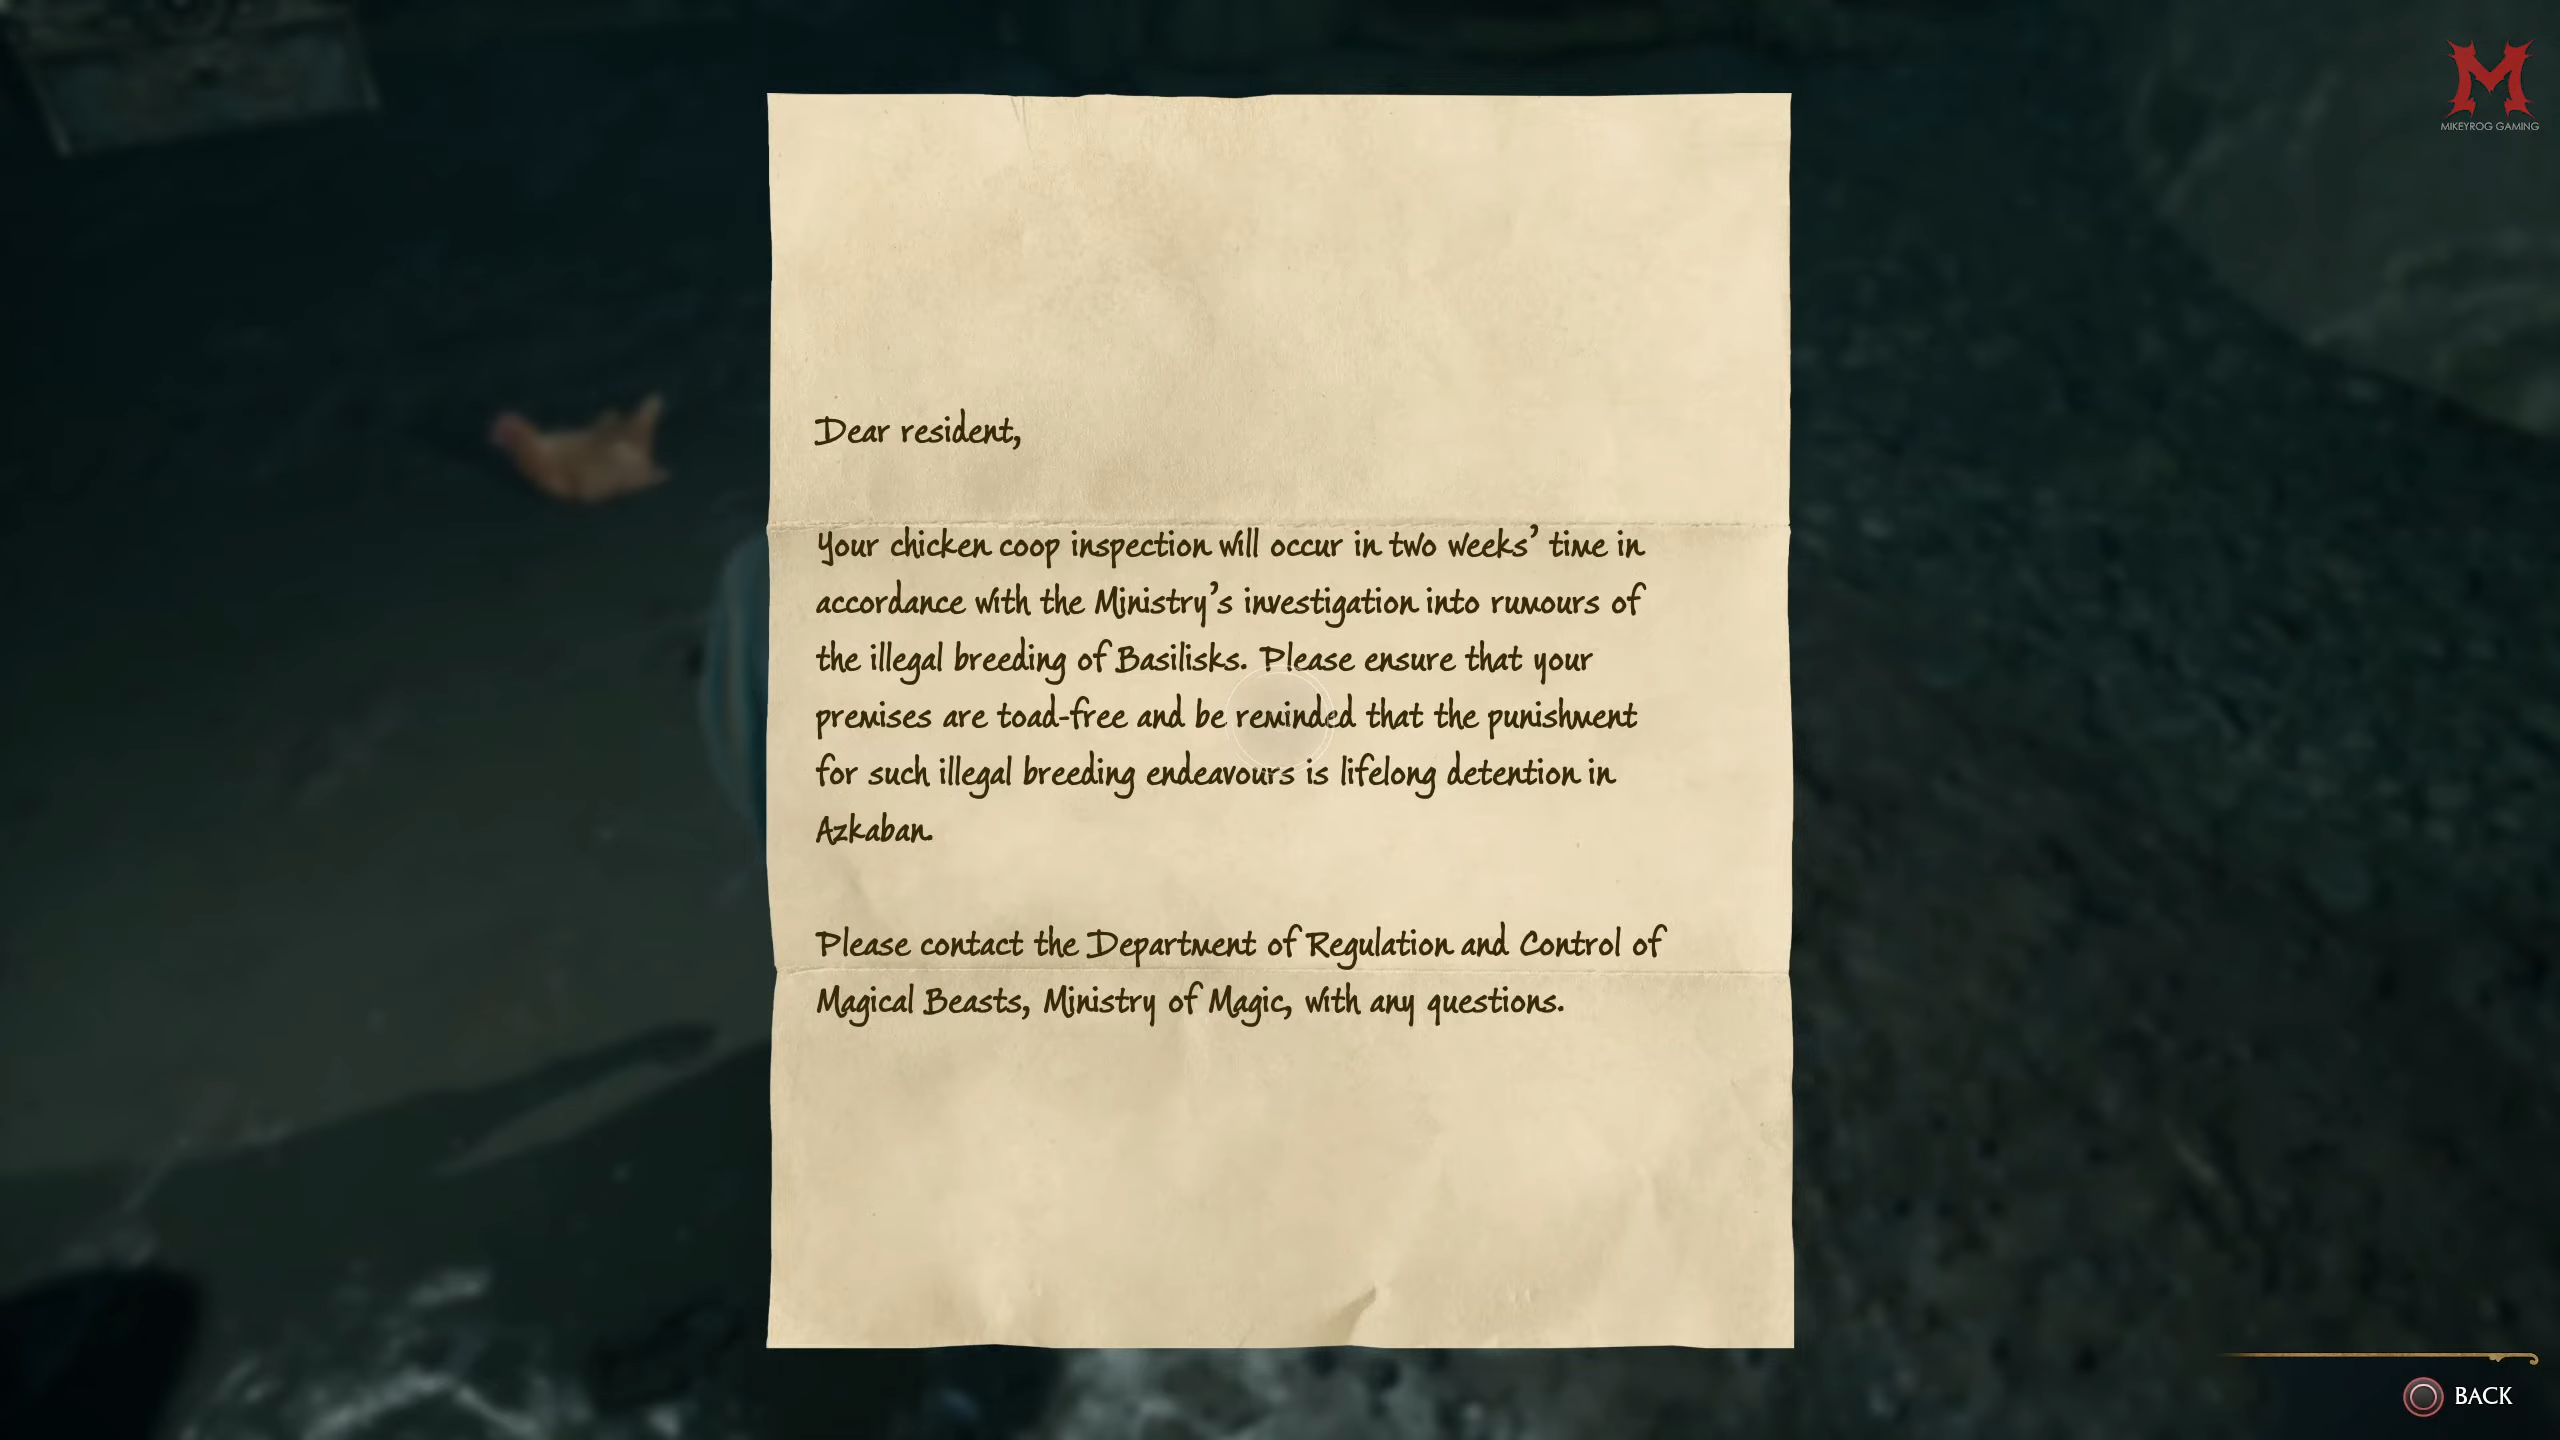 M
MIKEYROG GAMING
Dear resident,
Your chicken coop inspection will occur in two weeks' time in
accordance with the Ministry's investigation into rumours of
the illegal breeding of Basilisks. Please ensure that your
premises are toad-free and be reminded that the punishment
for such illegal breeding endeavours is lifelong detention in
Azkaban.
Please contact the Department of Regulation and Control of
Magical Beasts, Ministry of Magic, with any questions.
BACK